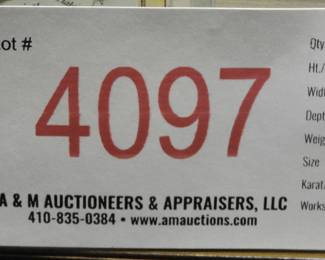 ot #
4097
A & M AUCTIONEERS & APPRAISERS, LLC
410-835-0384 • www.amauctions.com
Qty
Ht./
Widt
Dept
Weig
Size
Karat
Works